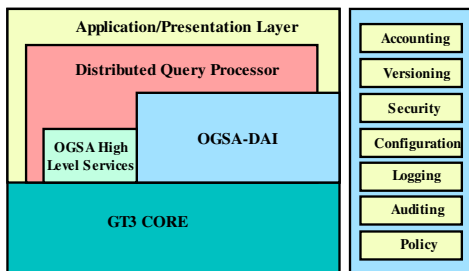 Application/Presentation Layer
Distributed Query Processor
OGSA-DAI
OGSA High
Level Services
GT3 CORE
Accounting
Versioning
Security
Configuration
Logging
Auditing
Policy